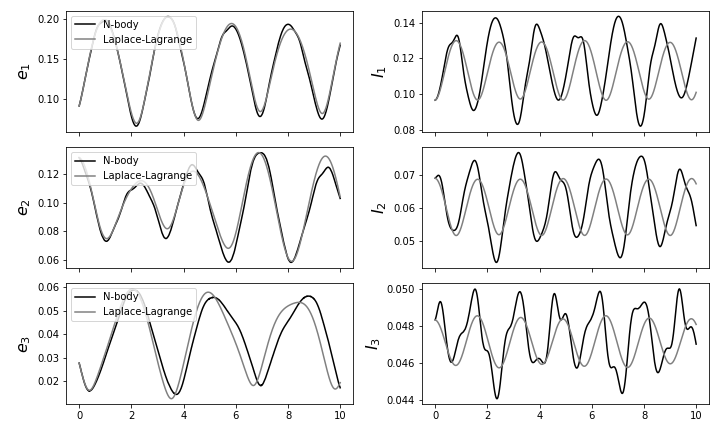 0.20
0.15
0.10
e1
N-body
Laplace-Lagrange
0.14
0.12
0.10
0.08
I1
0.12
0.10
0.08
0.06
e2
N-body
Laplace-Lagrange
0.07
0.06
0.05
I2
0.06
0.05
0.04
0.03
0.02
e3
N-body
Laplace-Lagrange
0 2 4 6 8 10
0.050
0.048
0.046
0.044
I3
0 2 4 6 8 10